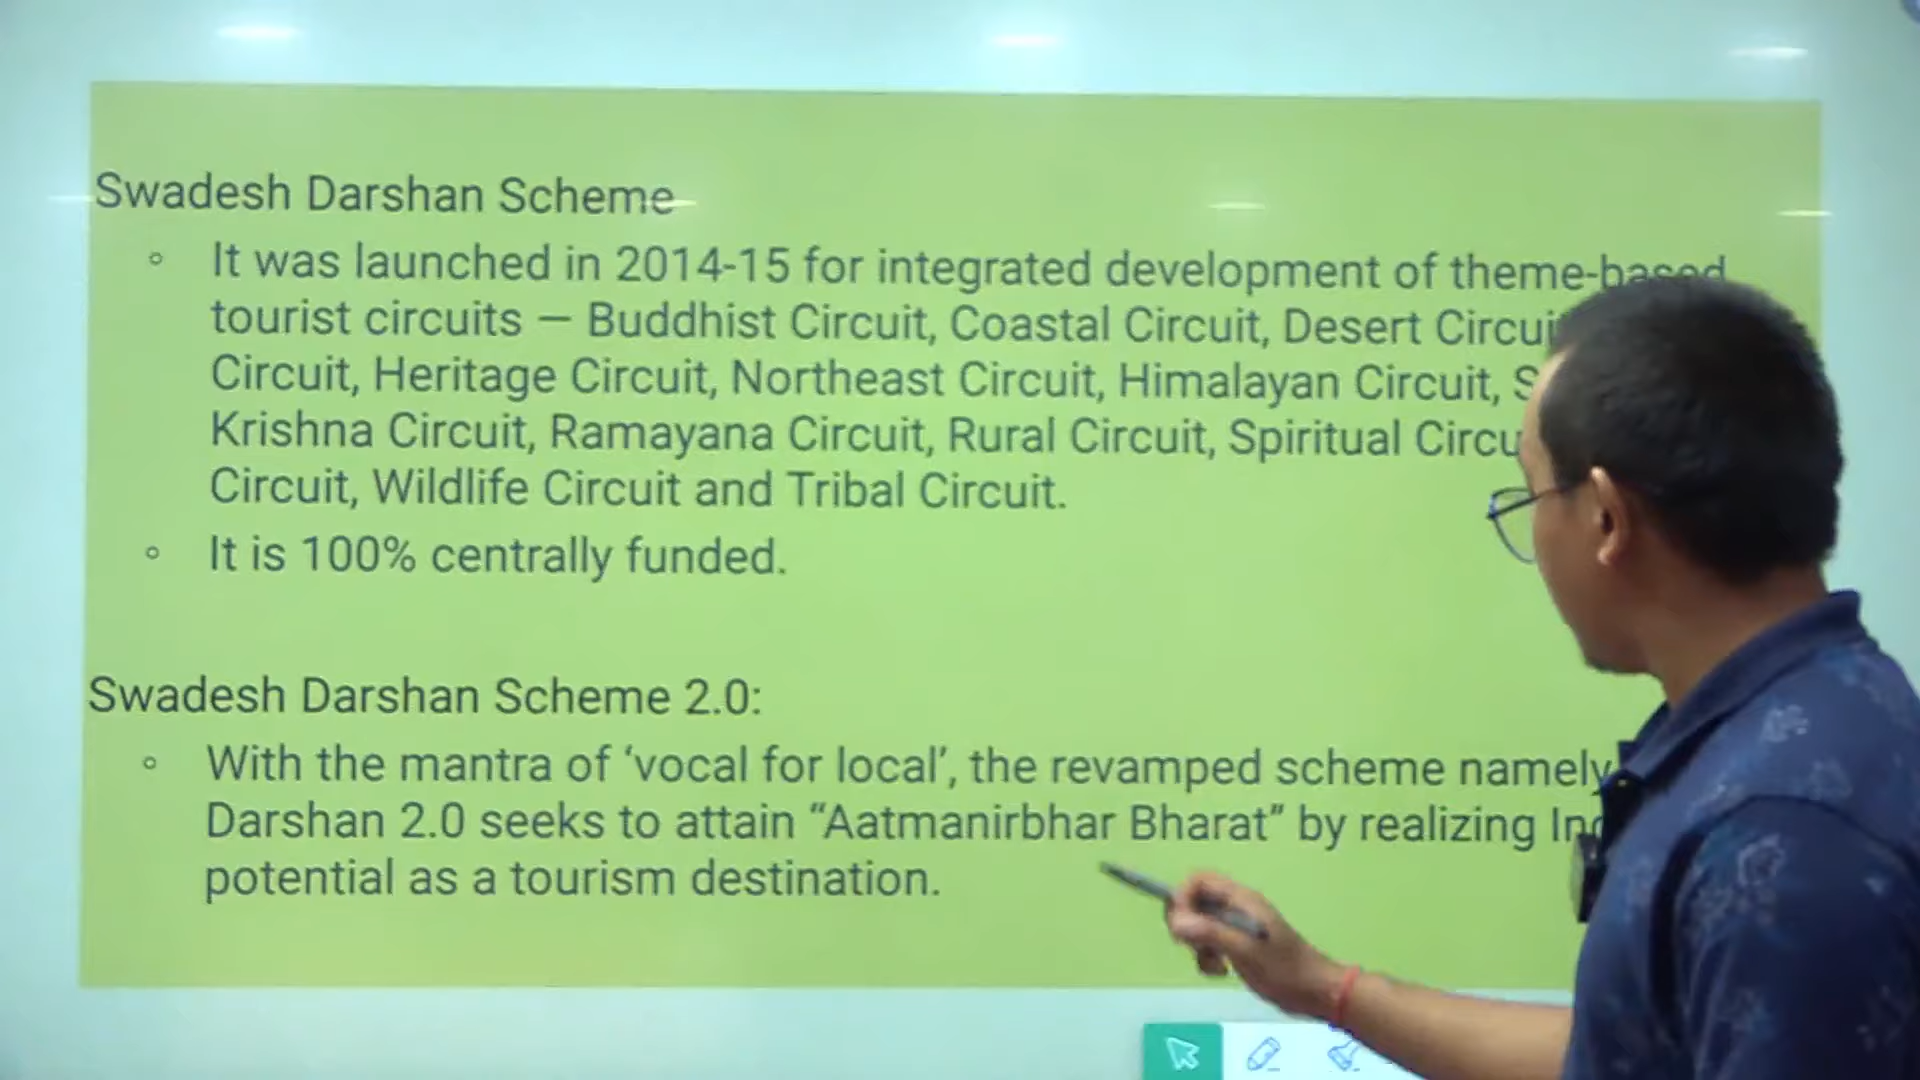 Swadesh Darshan Scheme
It was launched in 2014-15 for integrated development of theme-based
tourist circuits — Buddhist Circuit, Coastal Circuit, Desert
Circuit, Heritage Circuit, Northeast Circuit, Himalayan Circuit,
Krishna Circuit, Ramayana Circuit, Rural Circuit, Spiritual
Circuit, Wildlife Circuit and Tribal Circuit.
It is 100% centrally funded.
Swadesh Darshan Scheme 2.0:
With the mantra of ‘vocal for local’, the revamped scheme namely
Darshan 2.0 seeks to attain “Aatmanirbhar Bharat” by realizing
potential as a tourism destination.